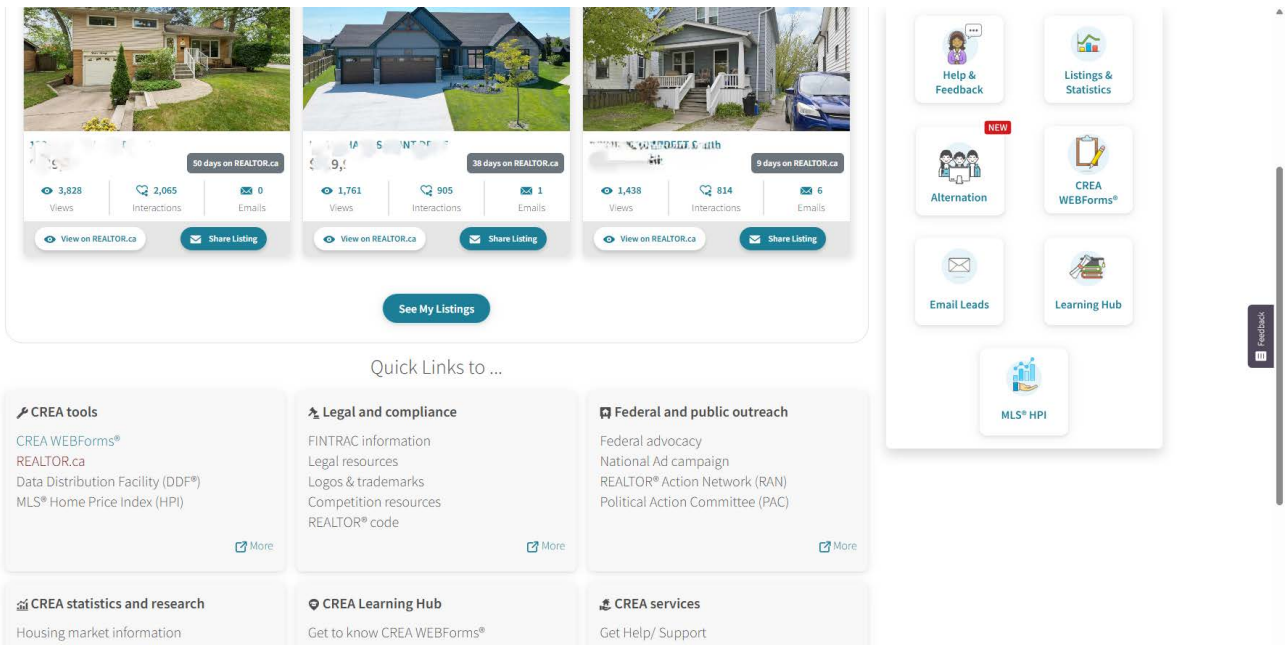 50 days on REALTOR.ca
3,828
2,065
0
Views
Interactions
Emails
View on REALTOR.ca
Share Listing
38 days on REALTOR.ca
1,761
905
1
Views
Interactions
Emails
View on REALTOR.ca
Share Listing
9 days on REALTOR.ca
1,438
814
6
Views
Interactions
Emails
View on REALTOR.ca
Share Listing
See My Listings
Quick Links to ...
CREA tools
CREA WEBForms®
REALTOR.ca
Data Distribution Facility (DDF®)
MLS® Home Price Index (HPI)
More
Legal and compliance
FINTRAC information
Legal resources
Logos & trademarks
Competition resources
REALTOR® code
More
Federal and public outreach
Federal advocacy
National Ad campaign
REALTOR® Action Network (RAN)
Political Action Committee (PAC)
More
CREA statistics and research
Housing market information
CREA Learning Hub
Get to know CREA WEBForms®
CREA services
Get Help/ Support
Help &
Feedback
Listings &
Statistics
NEW
Alternation
CREA
WEBForms®
Email Leads
Learning Hub
MLS® HPI
Feedback